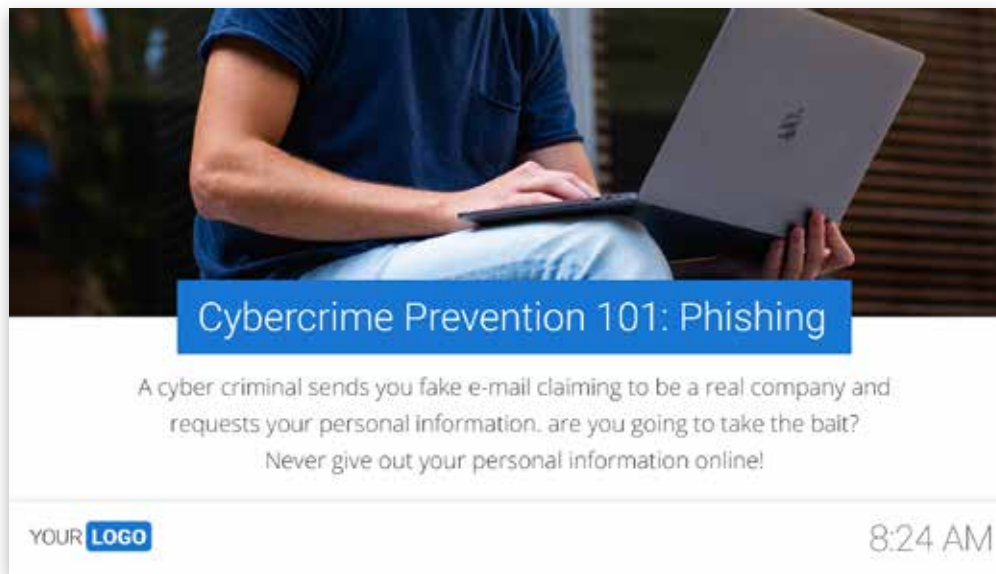 Cybercrime Prevention 101: Phishing
A cyber criminal sends you fake e-mail claiming to be a real company and
requests your personal information. are you going to take the bait?
Never give out your personal information online!
YOUR LOGO
8:24 AM